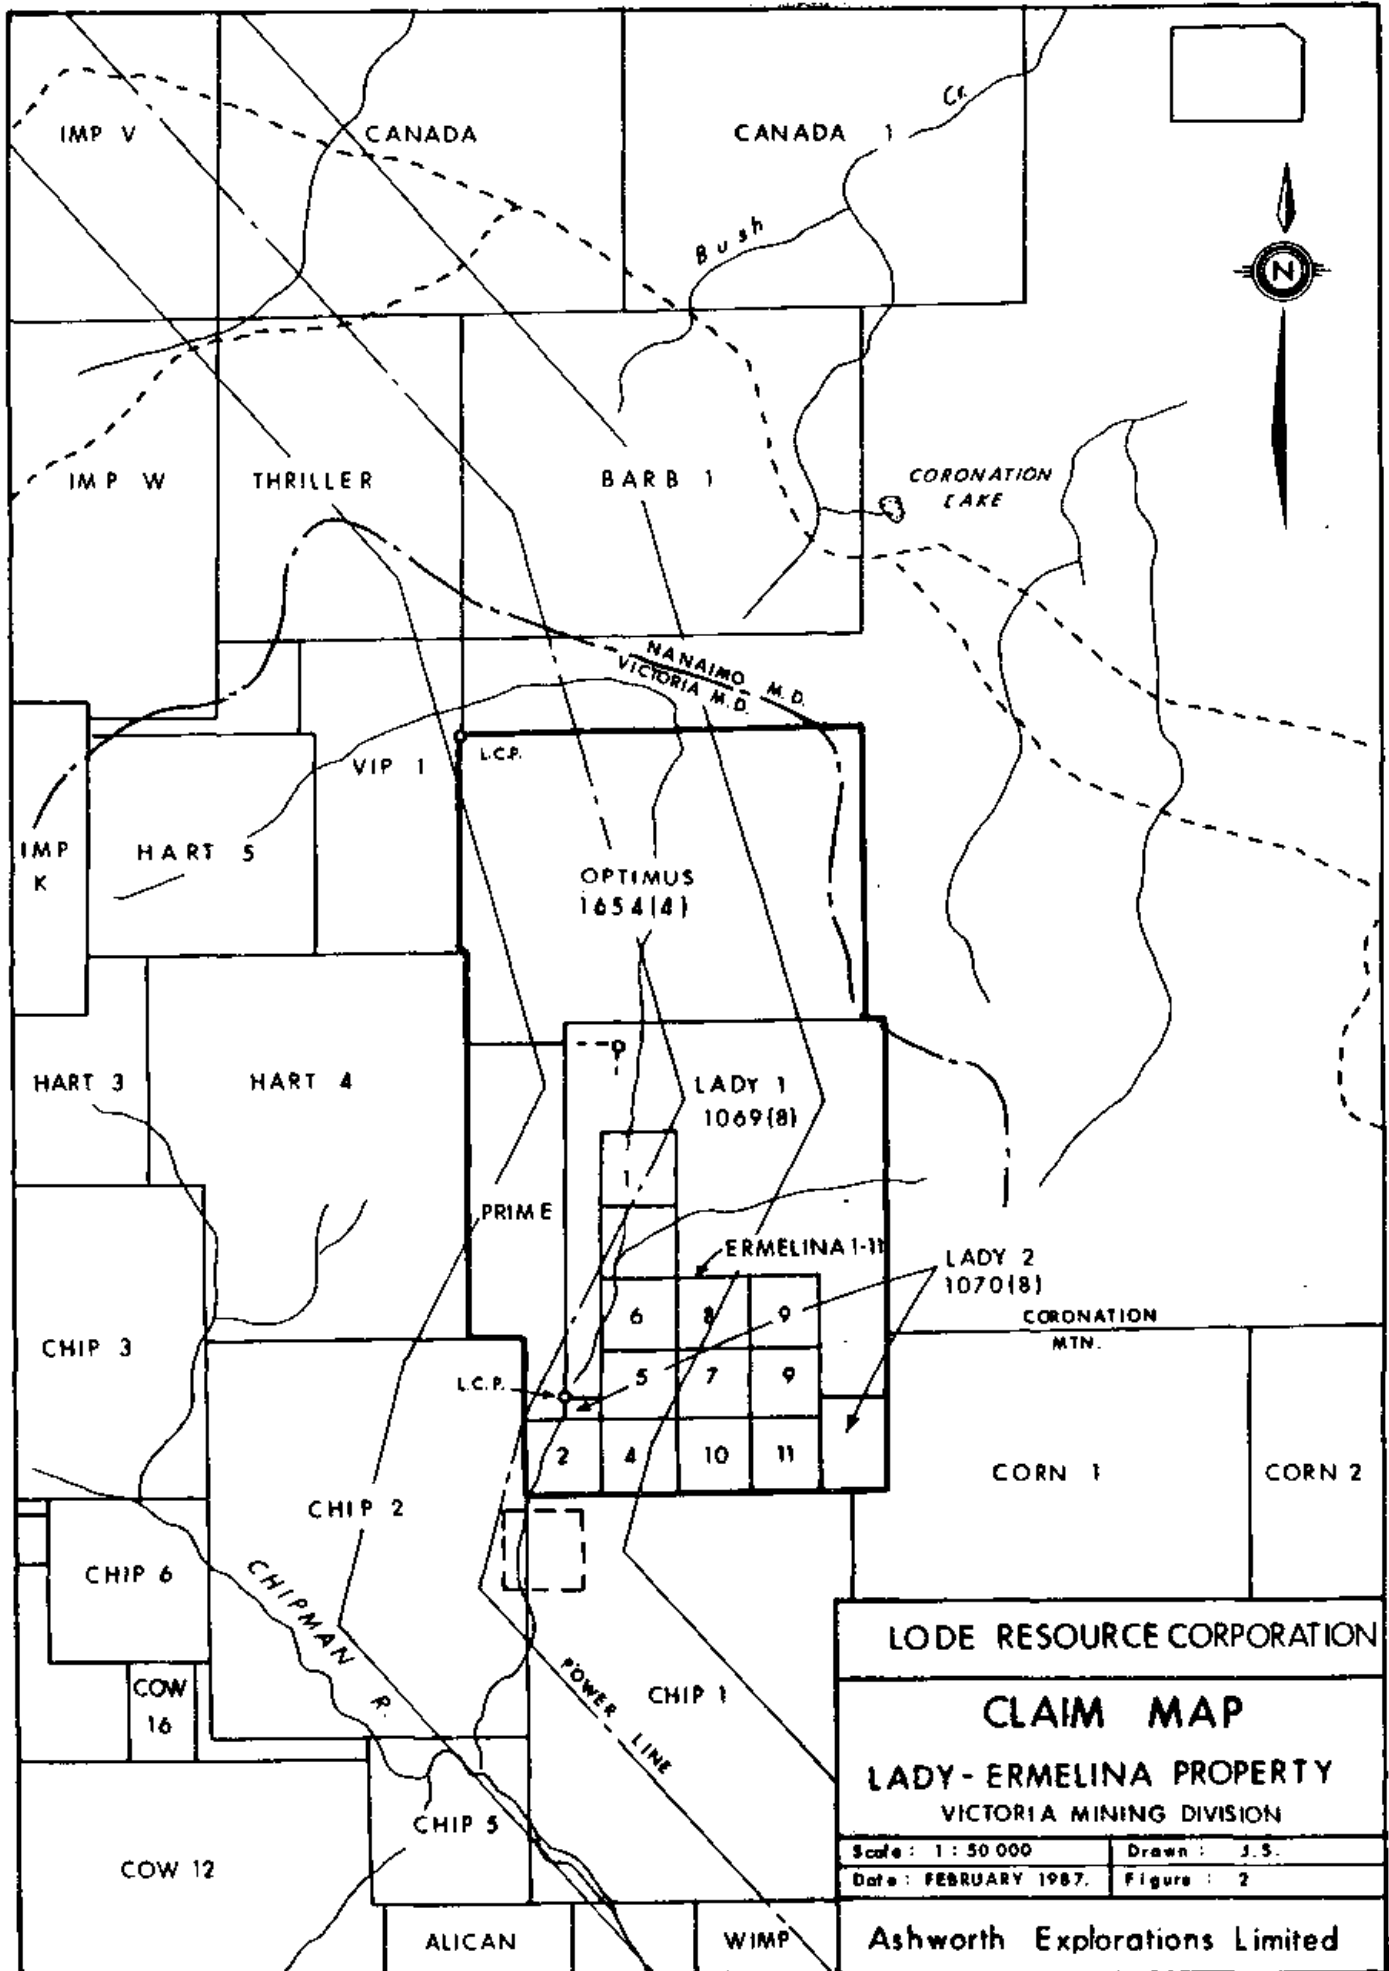 IMP V
CANADA
CANADA 1
Bush Cr.
N
IMP W
THRILLER
BARB 1
CORONATION
LAKE
NANAIMO M.D.
VICTORIA M.D.
VIP 1
L.C.P.
IMP
K
HART 5
OPTIMUS
1654(4)
HART 3
HART 4
LADY 1
1069(8)
1
PRIME
ERMELINA 1-11
LADY 2
1070(8)
6
8
9
CORONATION
MTN.
CHIP 3
L.C.P.
5
7
9
2
4
10
11
CORN 1
CORN 2
CHIP 2
CHIP 6
CHIPMAN R.
COW
16
POWER LINE
CHIP 1
CHIP 5
COW 12
ALICAN
WIMP
LODE RESOURCE CORPORATION
CLAIM MAP
LADY-ERMELINA PROPERTY
VICTORIA MINING DIVISION
Scale : 1 : 50 000
Drawn : J.S.
Date : FEBRUARY 1987.
Figure : 2
Ashworth Explorations Limited